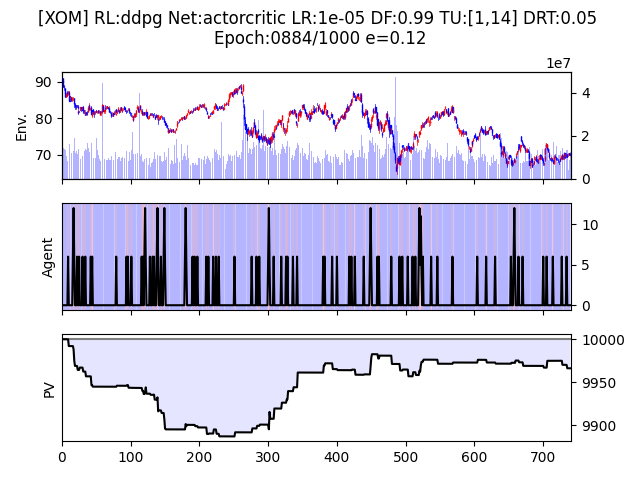 [XOM] RL:ddpg Net:actorcritic LR:1e-05 DF:0.99 TU:[1,14] DRT:0.05
Epoch:0884/1000 e=0.12
1e7
90
80
70
Env.
4
2
0
Agent
10
5
0
PV
10000
9950
9900
0 100 200 300 400 500 600 700